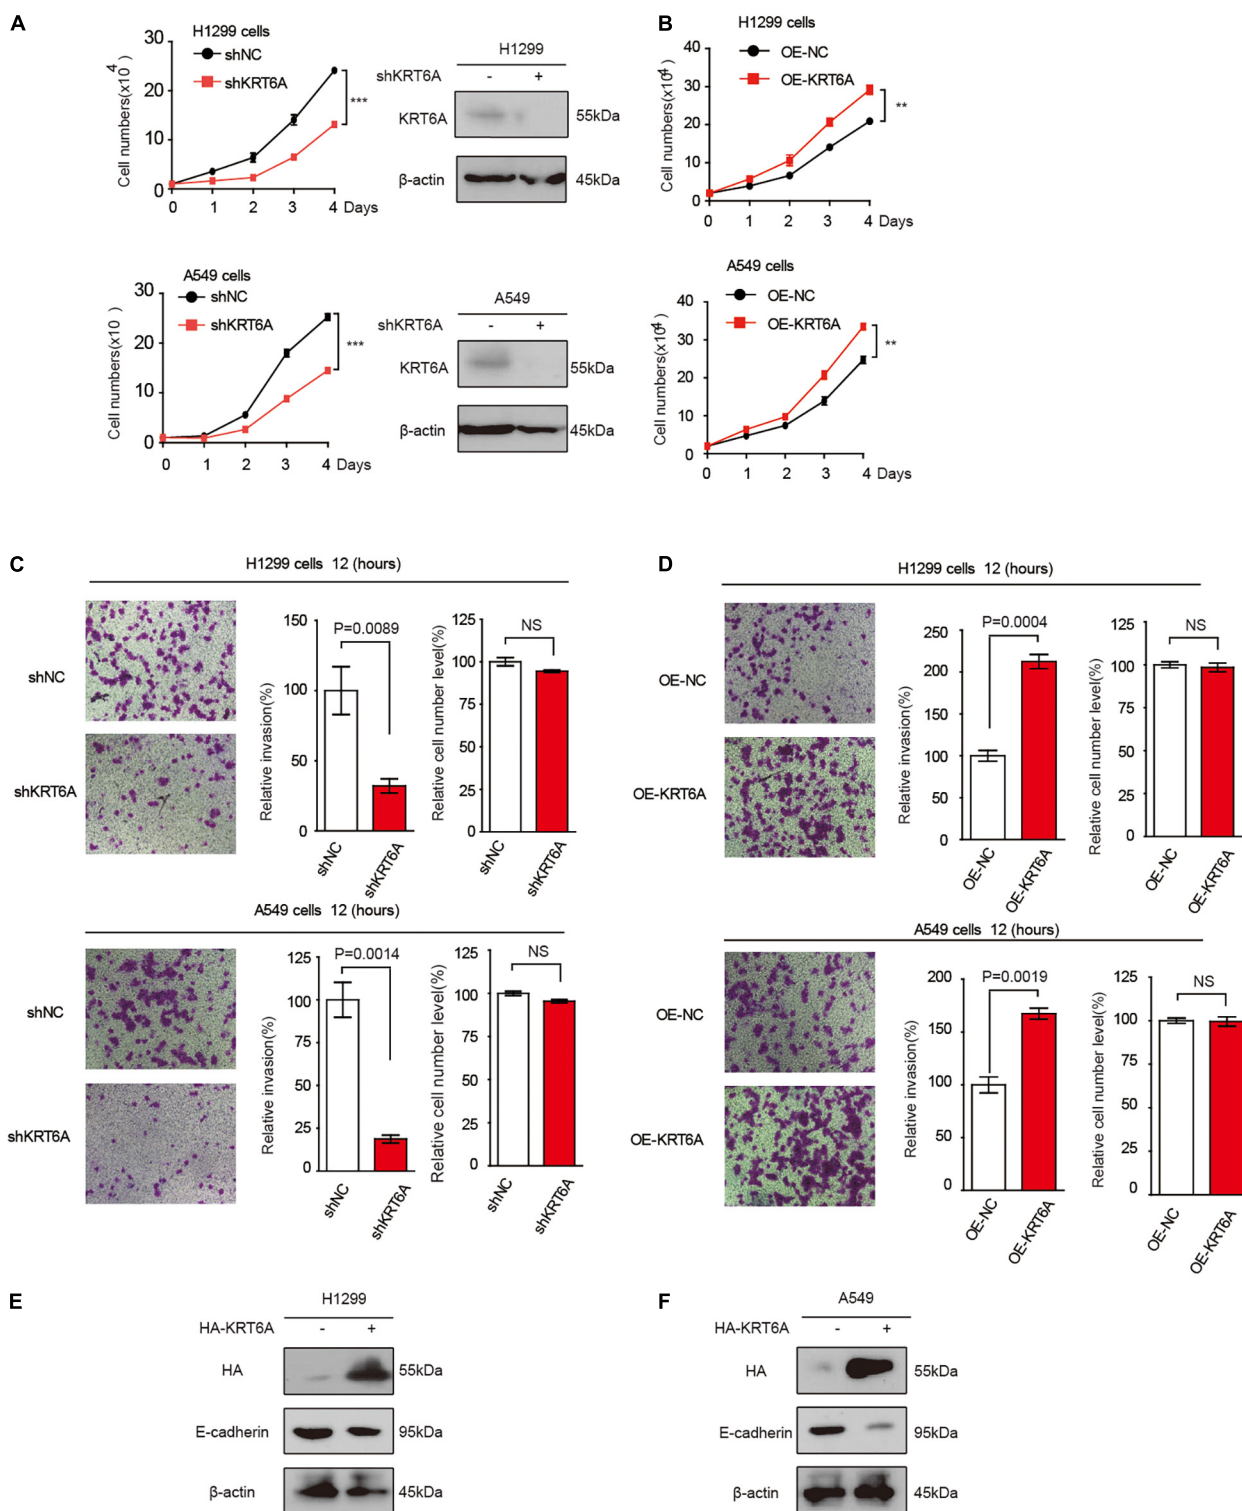 A
H1299 cells
shNC
shKRT6A
Cell numbers(x10 4)
30
20
10
0
0 1 2 3 4 Days
***
H1299
shKRT6A - +
KRT6A 55kDa
β-actin 45kDa
A549 cells
shNC
shKRT6A
Cell numbers(x10 )
30
20
10
0
0 1 2 3 4 Days
***
A549
shKRT6A - +
KRT6A 55kDa
β-actin 45kDa
B
H1299 cells
OE-NC
OE-KRT6A
Cell numbers(x10 4)
40
30
20
10
0
0 1 2 3 4 Days
**
A549 cells
OE-NC
OE-KRT6A
Cell numbers(x10 4)
40
30
20
10
0
0 1 2 3 4 Days
**
C
H1299 cells 12 (hours)
shNC
shKRT6A
Relative invasion(%)
150
100
50
0
P=0.0089
shNC
shKRT6A
Relative cell number level(%)
125
100
75
50
25
0
NS
shNC
shKRT6A
A549 cells 12 (hours)
shNC
shKRT6A
Relative invasion(%)
125
100
75
50
25
0
P=0.0014
shNC
shKRT6A
Relative cell number level(%)
125
100
75
50
25
0
NS
shNC
shKRT6A
D
H1299 cells 12 (hours)
OE-NC
OE-KRT6A
Relative invasion(%)
250
200
150
100
50
0
P=0.0004
OE-NC
OE-KRT6A
Relative cell number level(%)
125
100
75
50
25
0
NS
OE-NC
OE-KRT6A
A549 cells 12 (hours)
OE-NC
OE-KRT6A
Relative invasion(%)
200
150
100
50
0
P=0.0019
OE-NC
OE-KRT6A
Relative cell number level(%)
125
100
75
50
25
0
NS
OE-NC
OE-KRT6A
E
H1299
HA-KRT6A - +
HA 55kDa
E-cadherin 95kDa
β-actin 45kDa
F
A549
HA-KRT6A - +
HA 55kDa
E-cadherin 95kDa
β-actin 45kDa